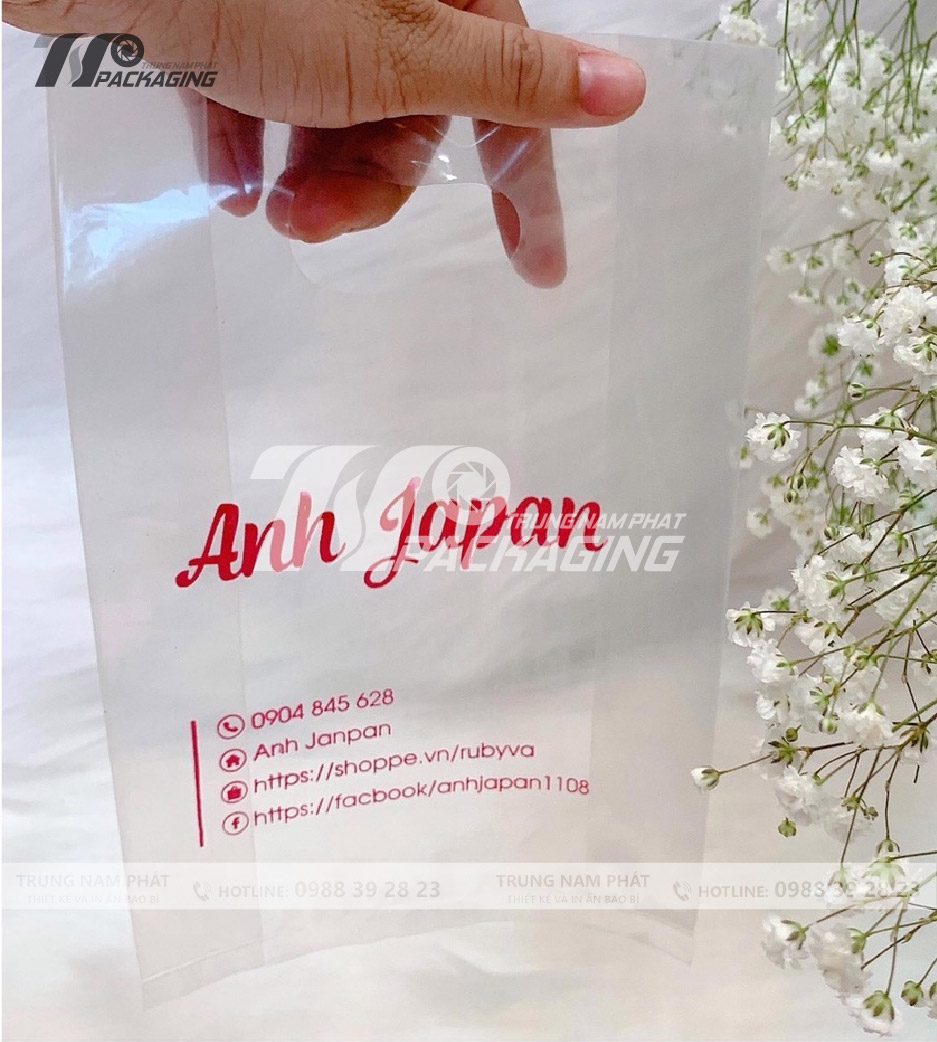 TRUNG NAM PHAT
PACKAGING
Anh Japan
TRUNG NAM PHAT
PACKAGING
0904 845 628
Anh Janpan
https://shoppe.vn/rubyva
https://facbook/anhjapan1108
TRUNG NAM PHÁT HOTLINE: 0988 39 28 23 TRUNG NAM PHÁT HOTLINE: 0988 39 28 23
THIẾT KẾ VÀ IN ẤN BAO BÌ THIẾT KẾ VÀ IN ẤN BAO BÌ